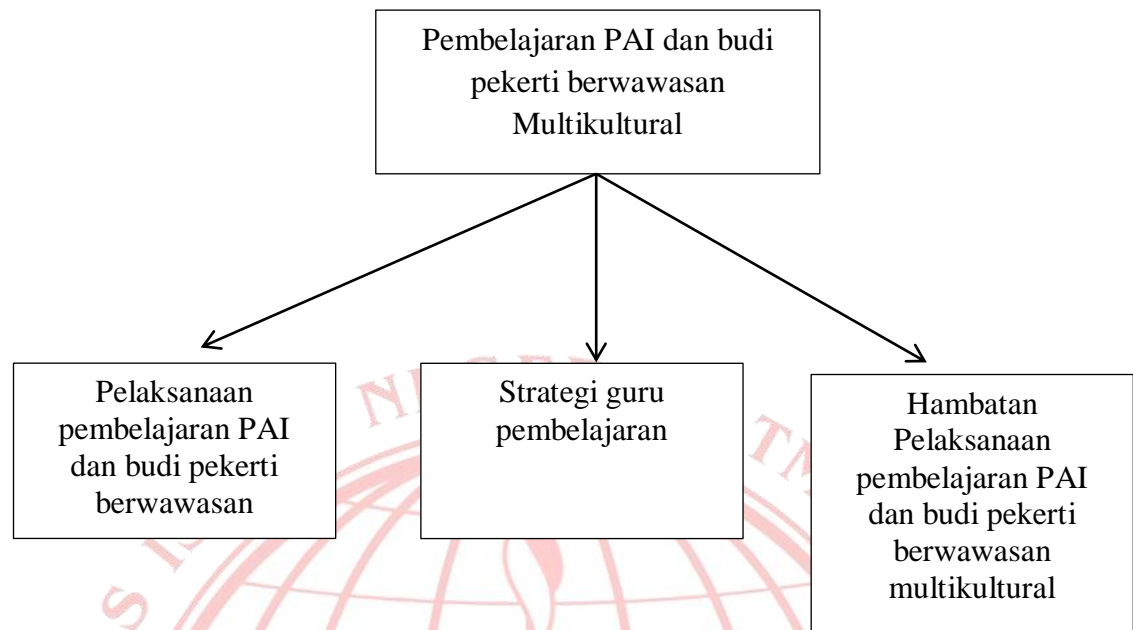 Pembelajaran PAI dan budi
pekerti berwawasan
Multikultural
Pelaksanaan
pembelajaran PAI
dan budi pekerti
berwawasan
Strategi guru
pembelajaran
Hambatan
Pelaksanaan
pembelajaran PAI
dan budi pekerti
berwawasan
multikultural